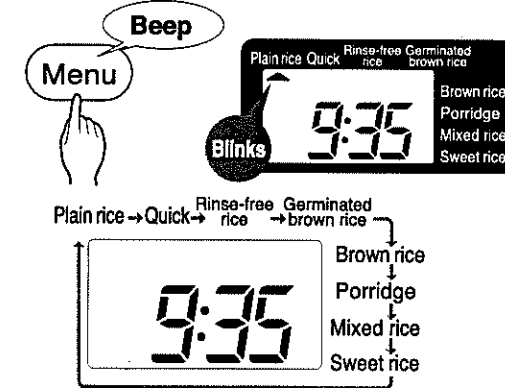 Beep
Menu
Plain rice Quick Rinse-free rice Germinated brown rice
Brown rice
Porridge
Mixed rice
Sweet rice
Blinks
9:35
Plain rice → Quick → Rinse-free rice → Germinated brown rice
Brown rice
Porridge
Mixed rice
Sweet rice
9:35